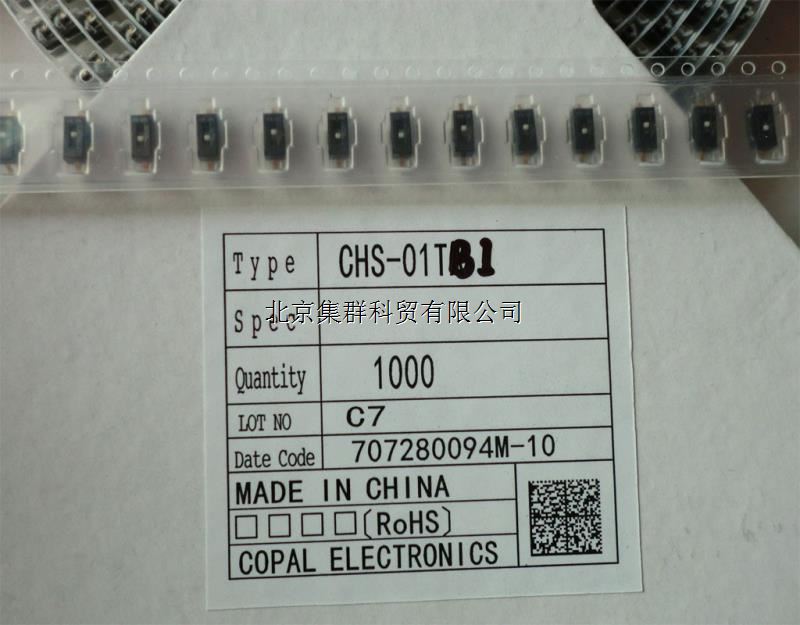 Type CHS-01TB1
北京集群科贸有限公司
Spec
Quantity 1000
LOT NO C7
Date Code 707280094M-10
MADE IN CHINA
□□□□(RoHS)
COPAL ELECTRONICS